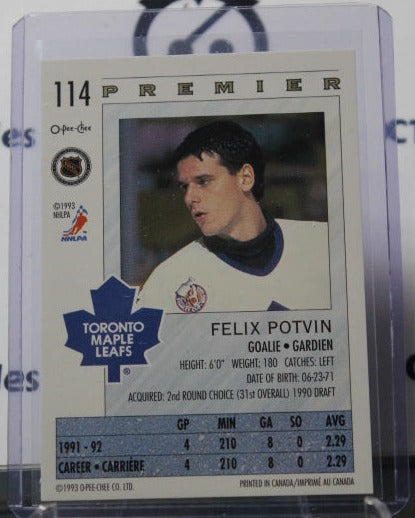 114 PREMIER
O-Pee-Chee
©1993
NHLPA
NHLPA
TORONTO
MAPLE
LEAFS
®
FELIX POTVIN
GOALIE • GARDIEN
HEIGHT: 6'0" WEIGHT: 180 CATCHES: LEFT
DATE OF BIRTH: 06-23-71
ACQUIRED: 2nd ROUND CHOICE (31st OVERALL) 1990 DRAFT
GP MIN GA SO AVG
1991 - 92 4 210 8 0 2.29
CAREER • CARRIÈRE 4 210 8 0 2.29
©1993 O-PEE-CHEE CO. LTD. PRINTED IN CANADA/IMPRIMÉ AU CANADA